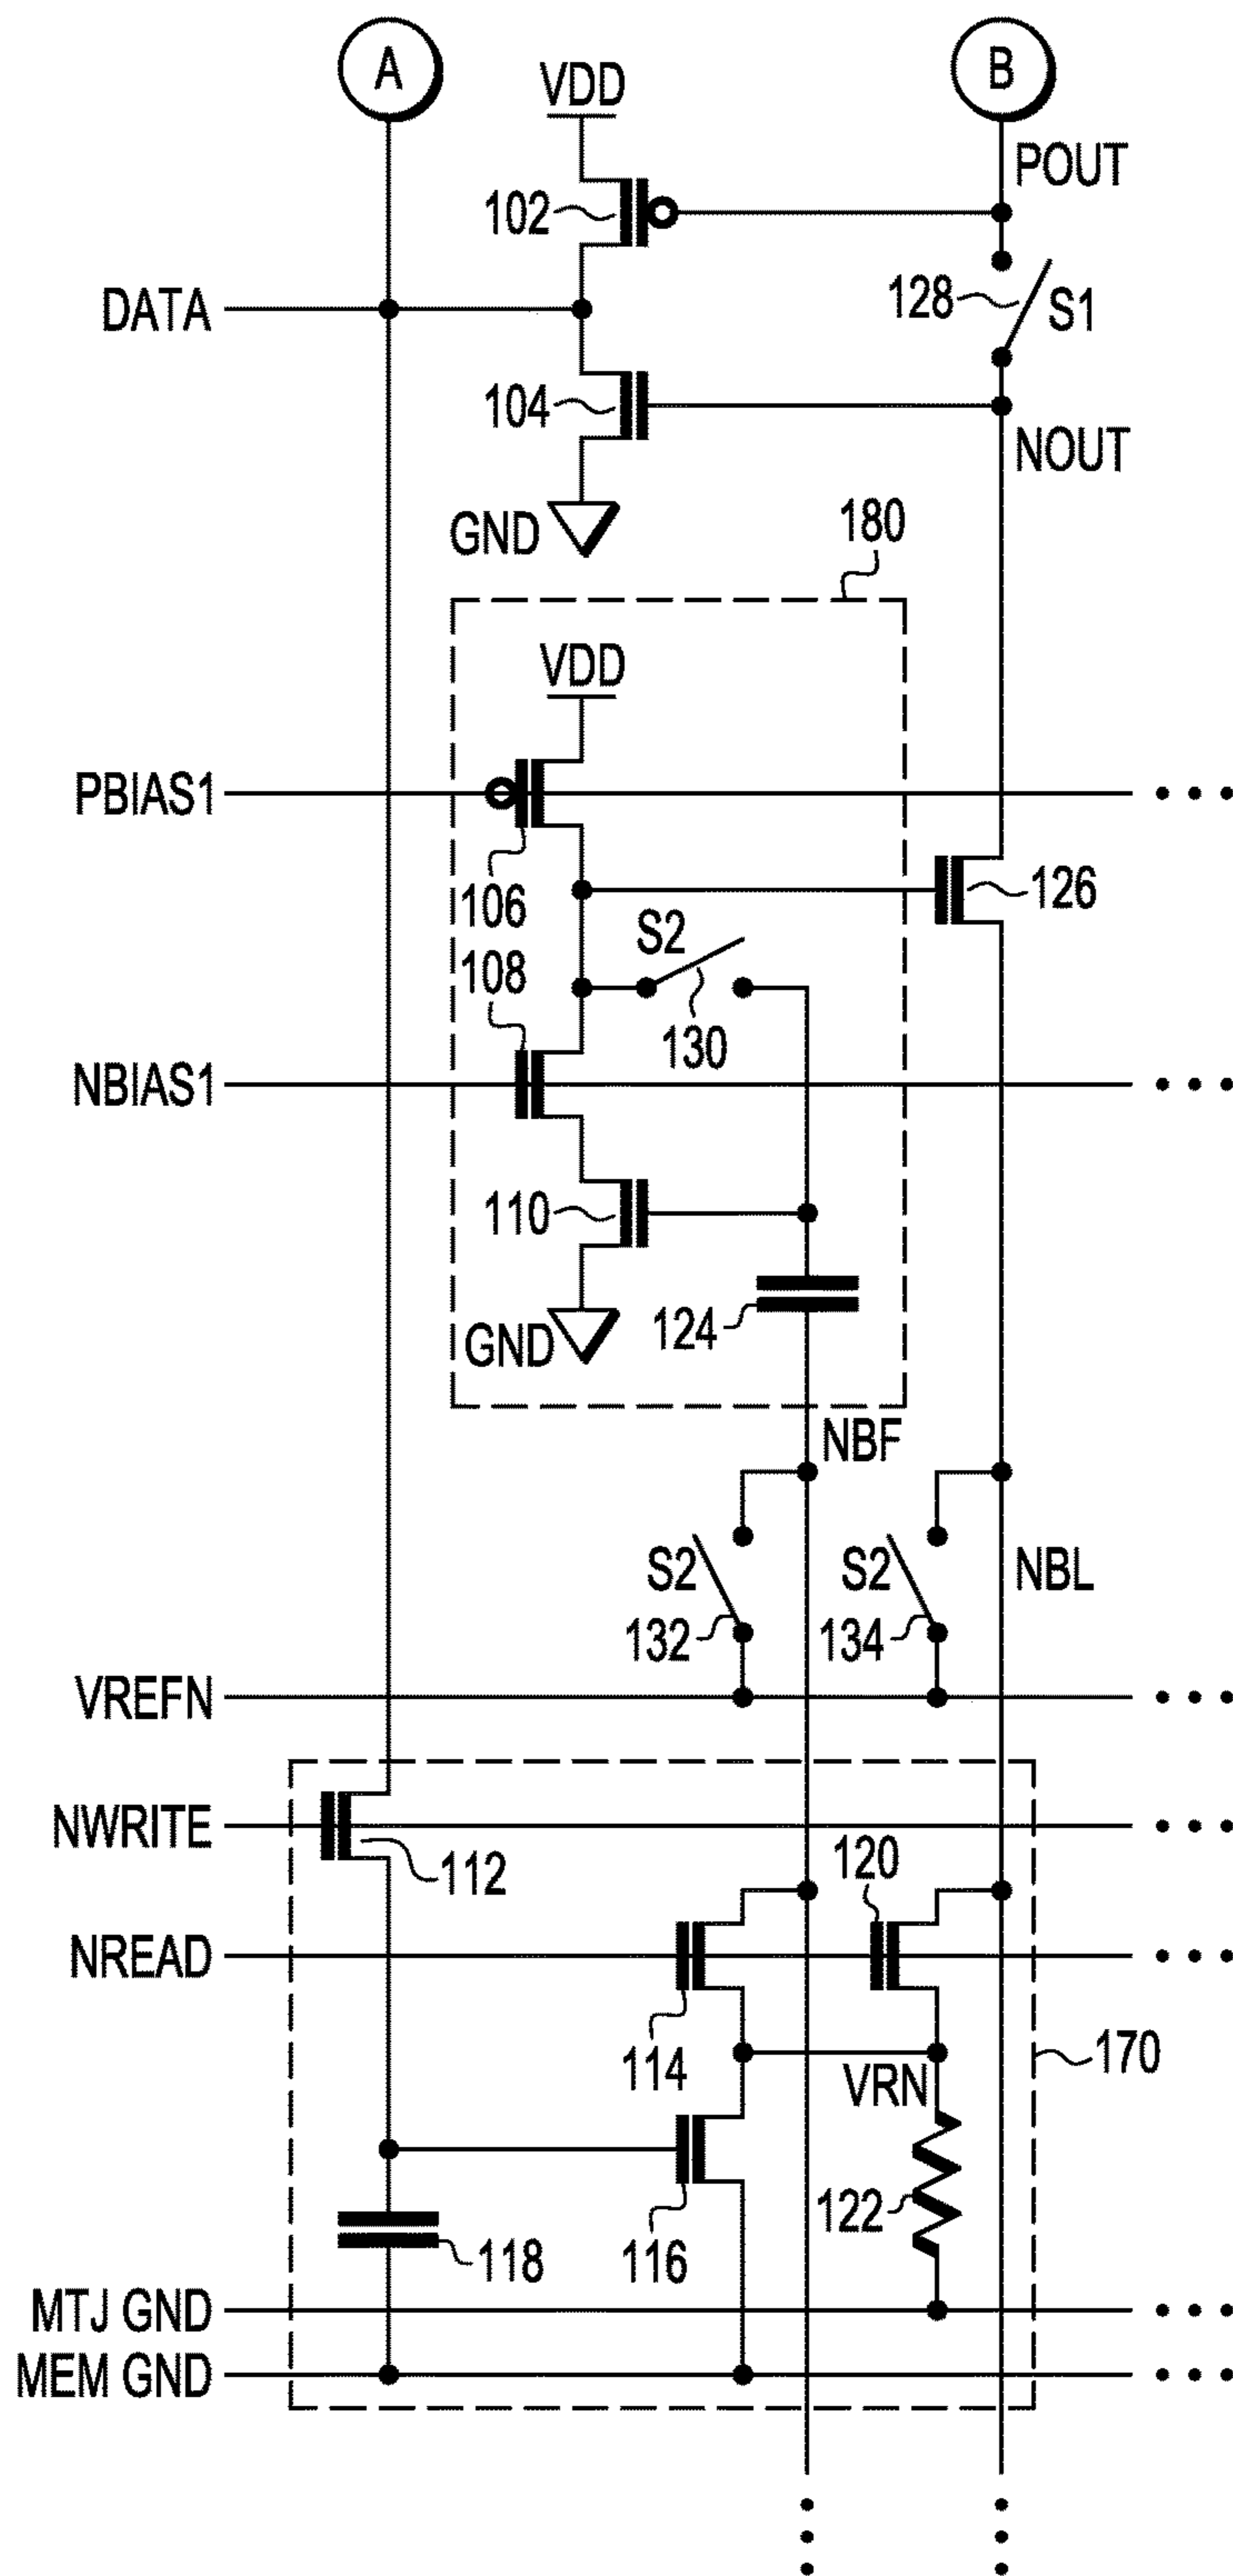 A
B
VDD
POUT
102
128
S1
DATA
104
NOUT
GND
180
VDD
PBIAS1
106
126
S2
108
130
NBIAS1
110
124
GND
NBF
S2
S2
NBL
132
134
VREFN
NWRITE
112
120
NREAD
114
VRN
170
122
118
116
MTJ GND
MEM GND